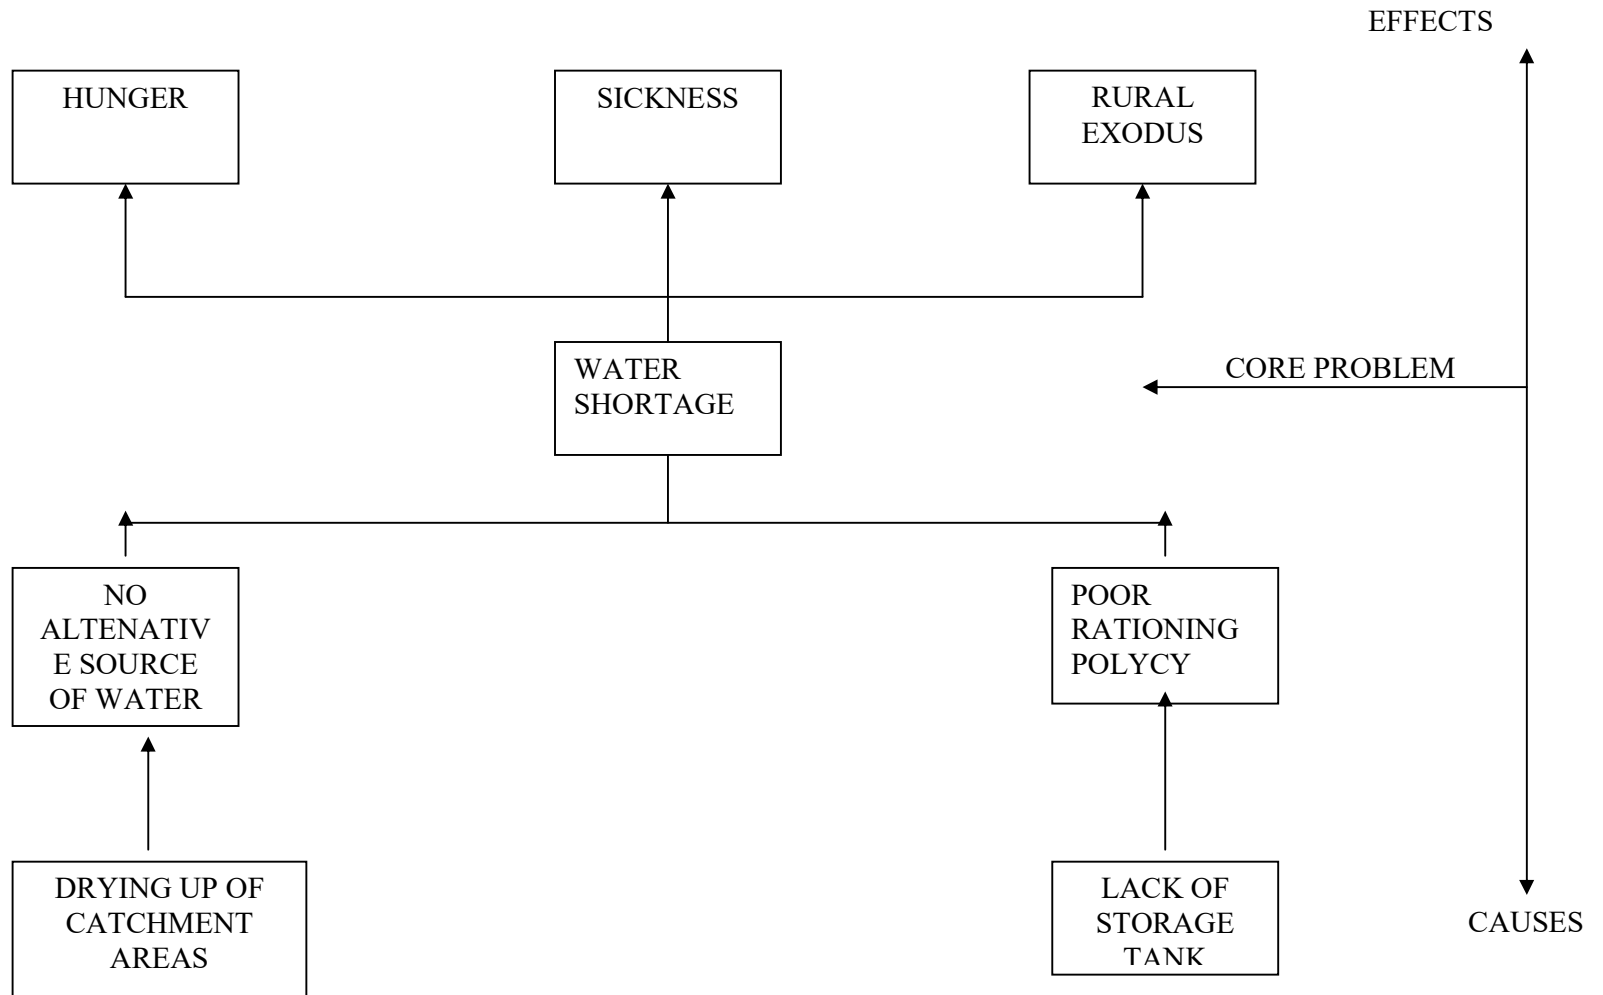 EFFECTS
HUNGER
SICKNESS
RURAL
EXODUS
WATER
SHORTAGE
CORE PROBLEM
NO
ALTENATIV
E SOURCE
OF WATER
POOR
RATIONING
POLYCY
DRYING UP OF
CATCHMENT
AREAS
LACK OF
STORAGE
TANK
CAUSES